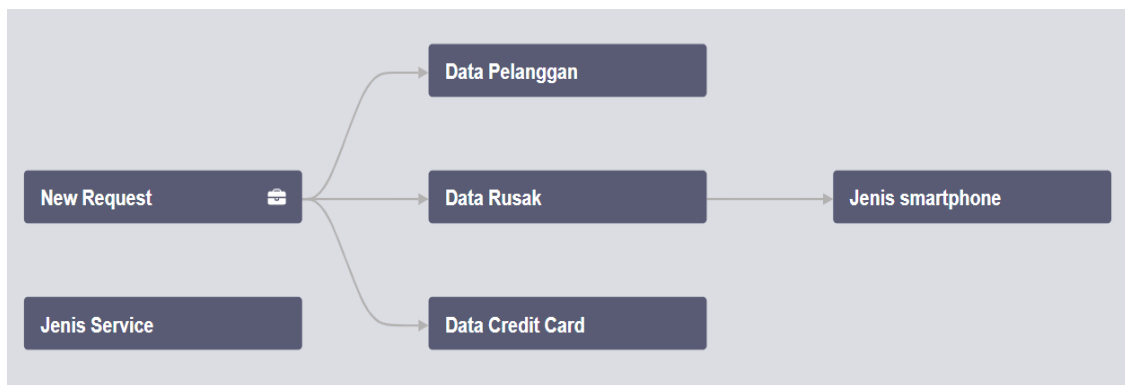 Data Pelanggan
New Request
Data Rusak
Jenis smartphone
Jenis Service
Data Credit Card